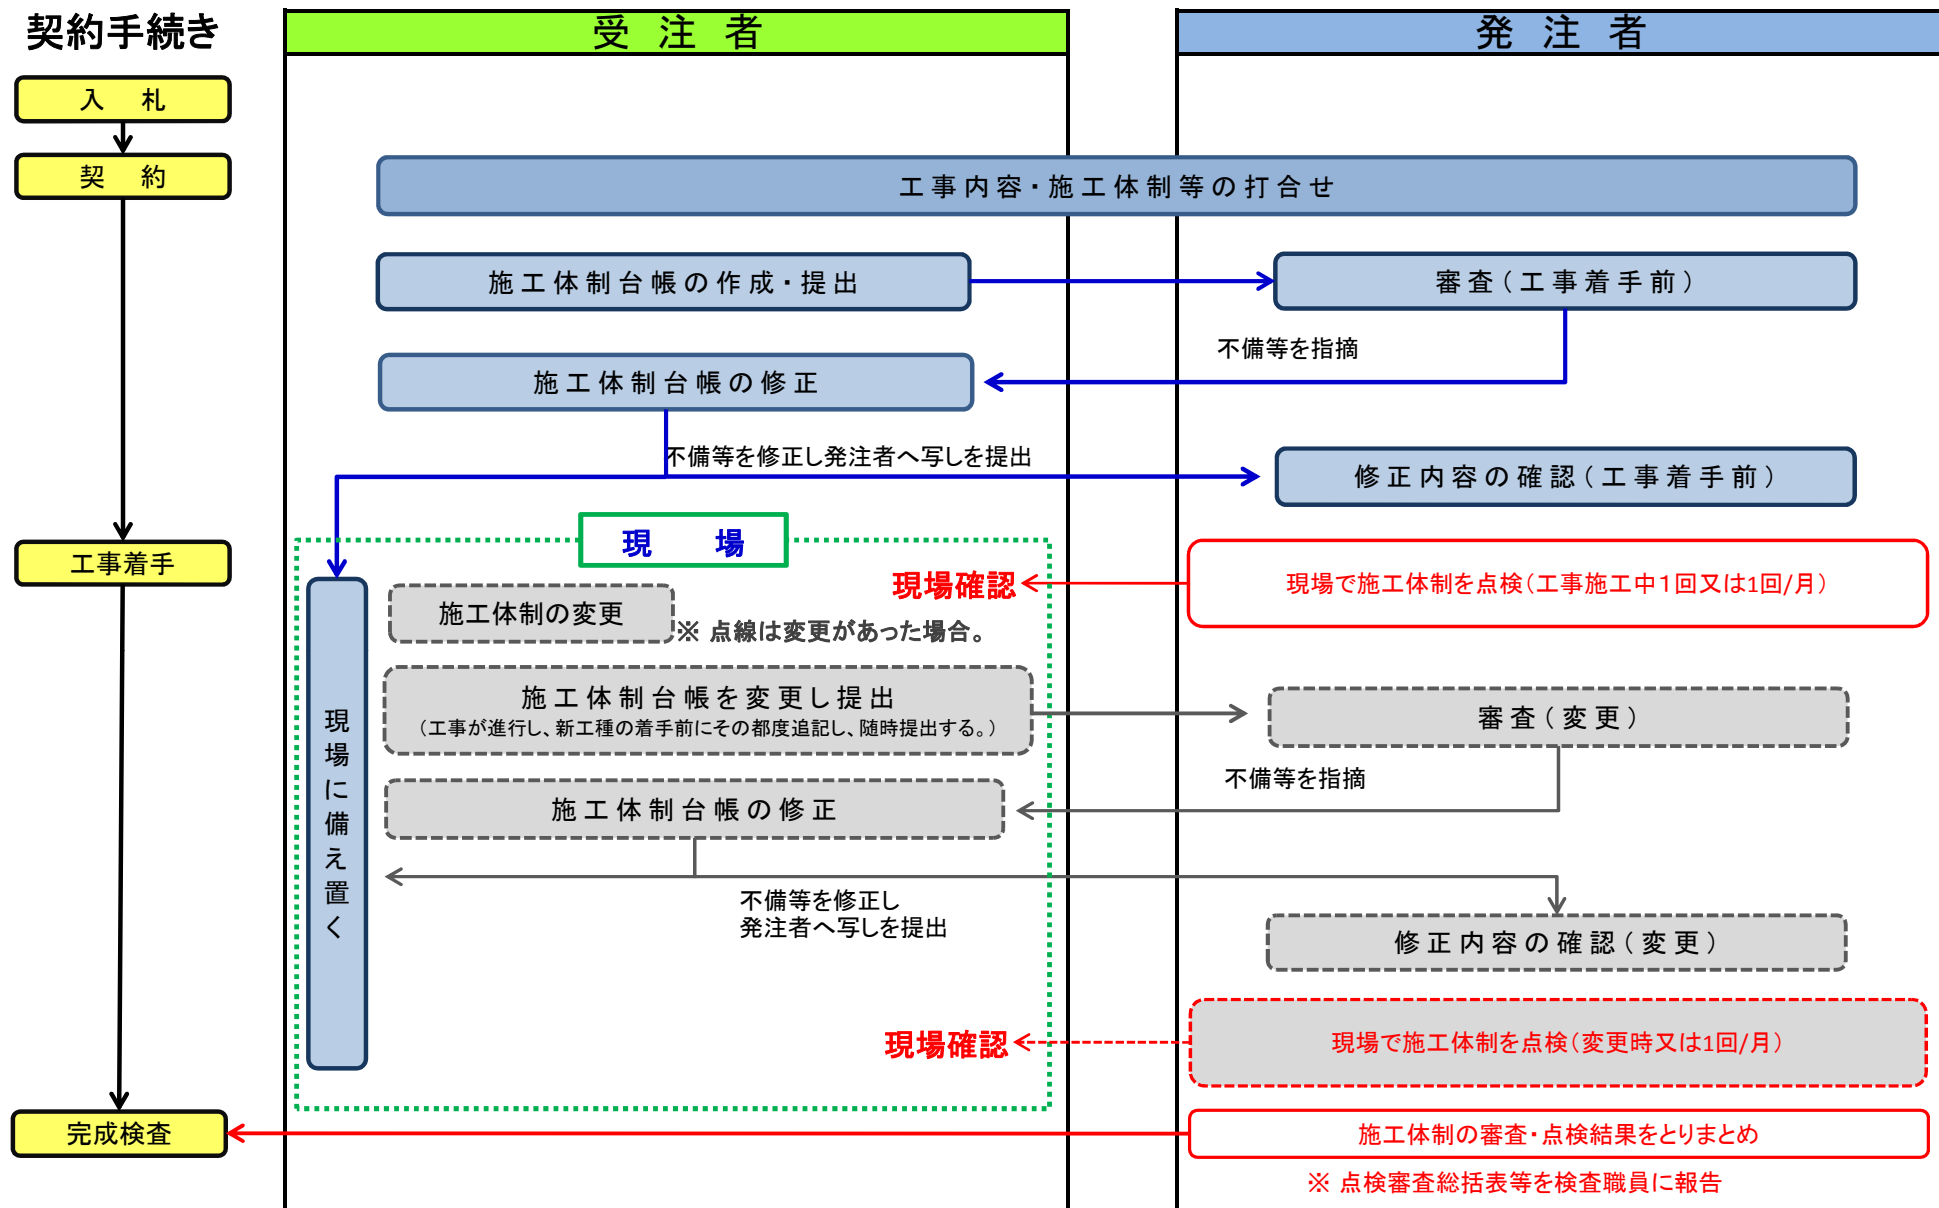 契約手続き
受注者
発注者
入 札
契 約
工事内容・施工体制等の打合せ
施工体制台帳の作成・提出
審査（工事着手前）
不備等を指摘
施工体制台帳の修正
不備等を修正し発注者へ写しを提出
修正内容の確認（工事着手前）
工事着手
現 場
現場確認
現場で施工体制を点検（工事施工中１回又は1回/月）
施工体制の変更
※ 点線は変更があった場合。
現場に備え置く
施工体制台帳を変更し提出
（工事が進行し、新工種の着手前にその都度追記し、随時提出する。）
審査（変更）
不備等を指摘
施工体制台帳の修正
不備等を修正し
発注者へ写しを提出
修正内容の確認（変更）
現場確認
現場で施工体制を点検（変更時又は1回/月）
完成検査
施工体制の審査・点検結果をとりまとめ
※ 点検審査総括表等を検査職員に報告